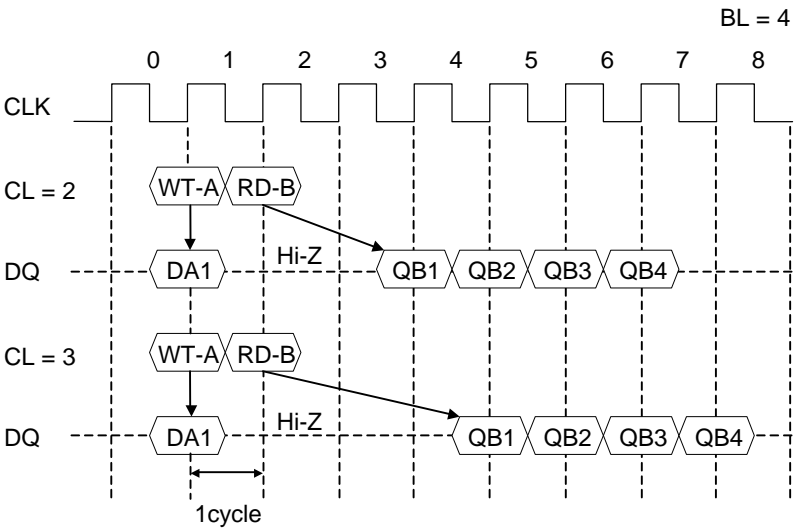 BL = 4
0 1 2 3 4 5 6 7 8
CLK
CL = 2 WT-A RD-B
DQ DA1 Hi-Z QB1 QB2 QB3 QB4
CL = 3 WT-A RD-B
DQ DA1 Hi-Z QB1 QB2 QB3 QB4
1cycle